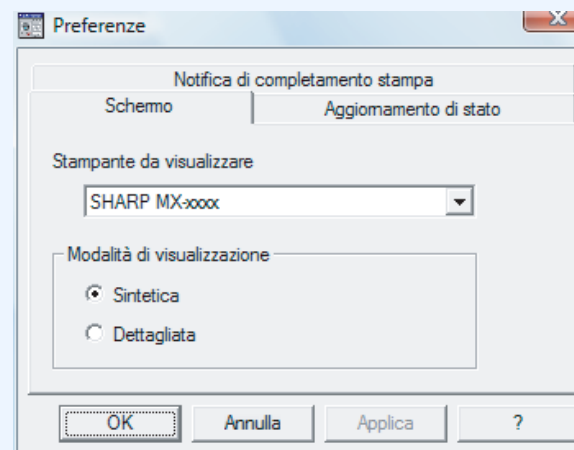 Preferenze
X
Notifica di completamento stampa
Schermo Aggiornamento di stato
Stampante da visualizzare
SHARP MX-xxxx
Modalità di visualizzazione
Sintetica
Dettagliata
OK Annulla Applica ?